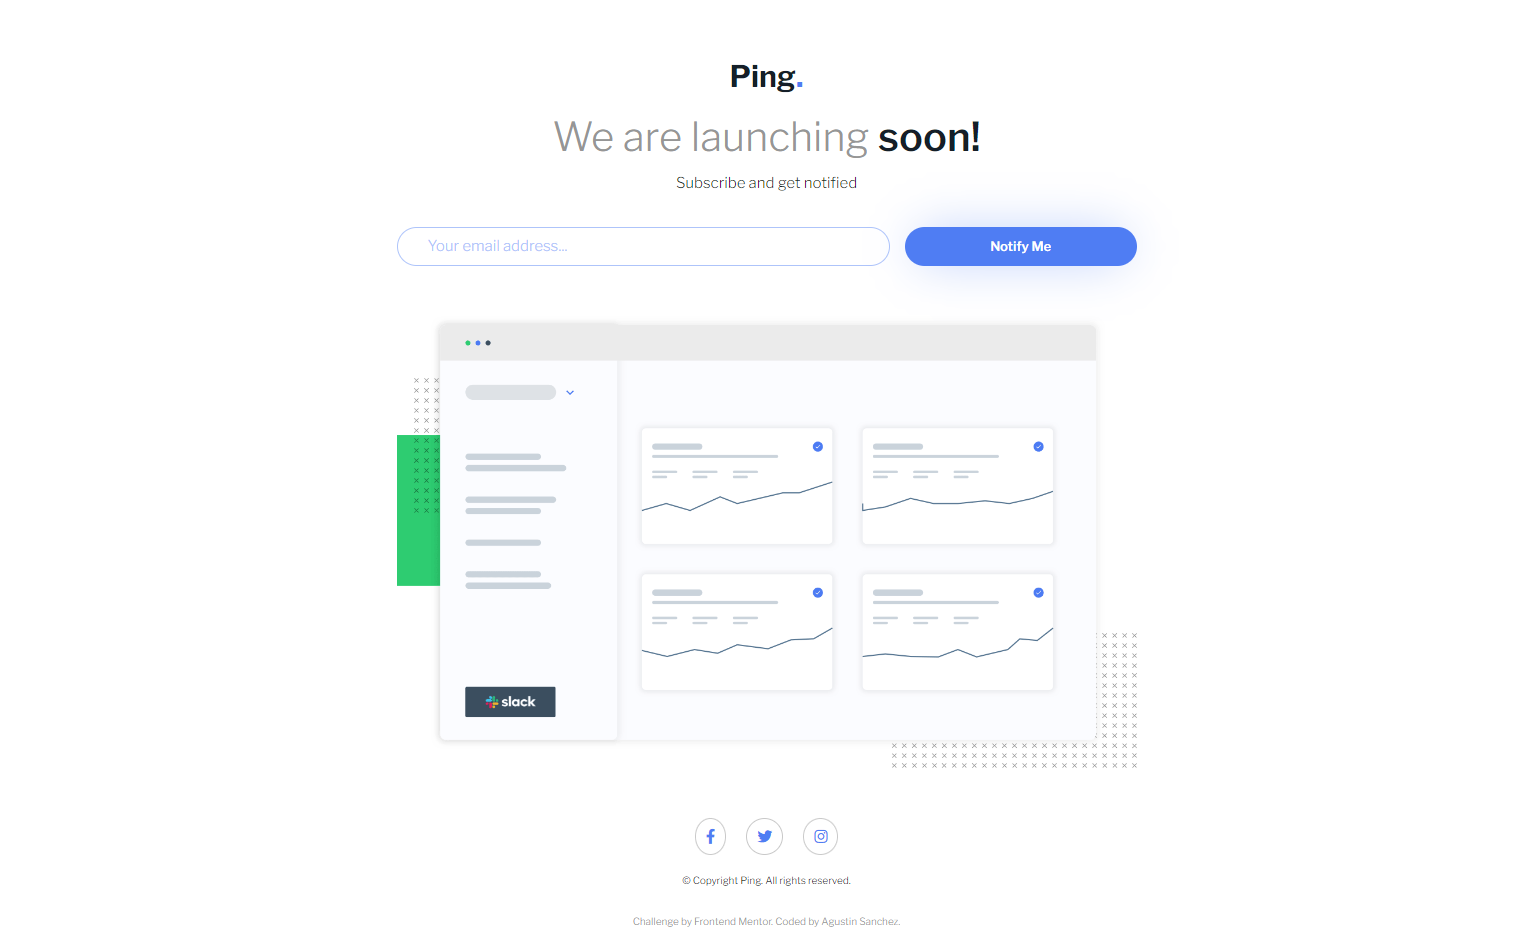 Ping.
We are launching soon!
Subscribe and get notified
Your email address...
Notify Me
slack
© Copyright Ping. All rights reserved.
Challenge by Frontend Mentor. Coded by Agustin Sanchez.